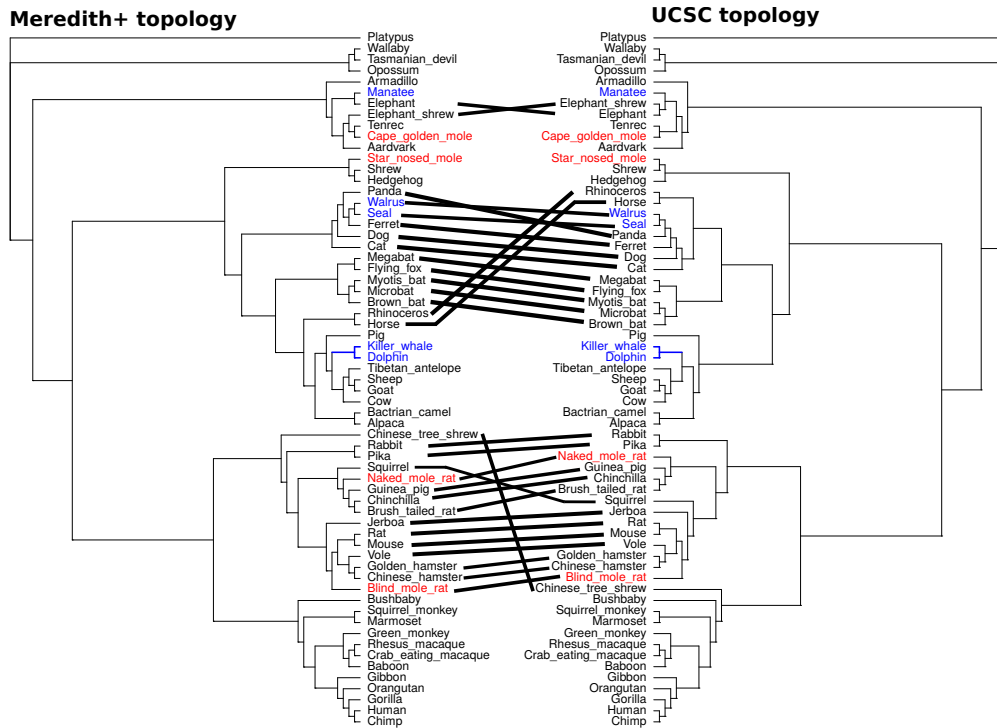 Meredith+ topology
Platypus
Wallaby
Tasmanian_devil
Opossum
Armadillo
Manatee
Elephant
Elephant_shrew
Tenrec
Cape_golden_mole
Aardvark
Star_nosed_mole
Shrew
Hedgehog
Panda
Walrus
Seal
Ferret
Dog
Cat
Megabat
Flying_fox
Myotis_bat
Microbat
Brown_bat
Rhinoceros
Horse
Pig
Killer_whale
Dolphin
Tibetan_antelope
Sheep
Goat
Cow
Bactrian_camel
Alpaca
Chinese_tree_shrew
Rabbit
Pika
Squirrel
Naked_mole_rat
Guinea_pig
Chinchilla
Brush_tailed_rat
Jerboa
Rat
Mouse
Vole
Golden_hamster
Chinese_hamster
Blind_mole_rat
Bushbaby
Squirrel_monkey
Marmoset
Green_monkey
Rhesus_macaque
Crab_eating_macaque
Baboon
Gibbon
Orangutan
Gorilla
Human
Chimp
UCSC topology
Platypus
Wallaby
Tasmanian_devil
Opossum
Armadillo
Manatee
Elephant_shrew
Elephant
Tenrec
Cape_golden_mole
Aardvark
Star_nosed_mole
Shrew
Hedgehog
Rhinoceros
Horse
Walrus
Seal
Panda
Ferret
Dog
Cat
Megabat
Flying_fox
Myotis_bat
Microbat
Brown_bat
Pig
Killer_whale
Dolphin
Tibetan_antelope
Sheep
Goat
Cow
Bactrian_camel
Alpaca
Rabbit
Pika
Naked_mole_rat
Guinea_pig
Chinchilla
Brush_tailed_rat
Squirrel
Jerboa
Rat
Mouse
Vole
Golden_hamster
Chinese_hamster
Blind_mole_rat
Chinese_tree_shrew
Bushbaby
Squirrel_monkey
Marmoset
Green_monkey
Rhesus_macaque
Crab_eating_macaque
Baboon
Gibbon
Orangutan
Gorilla
Human
Chimp